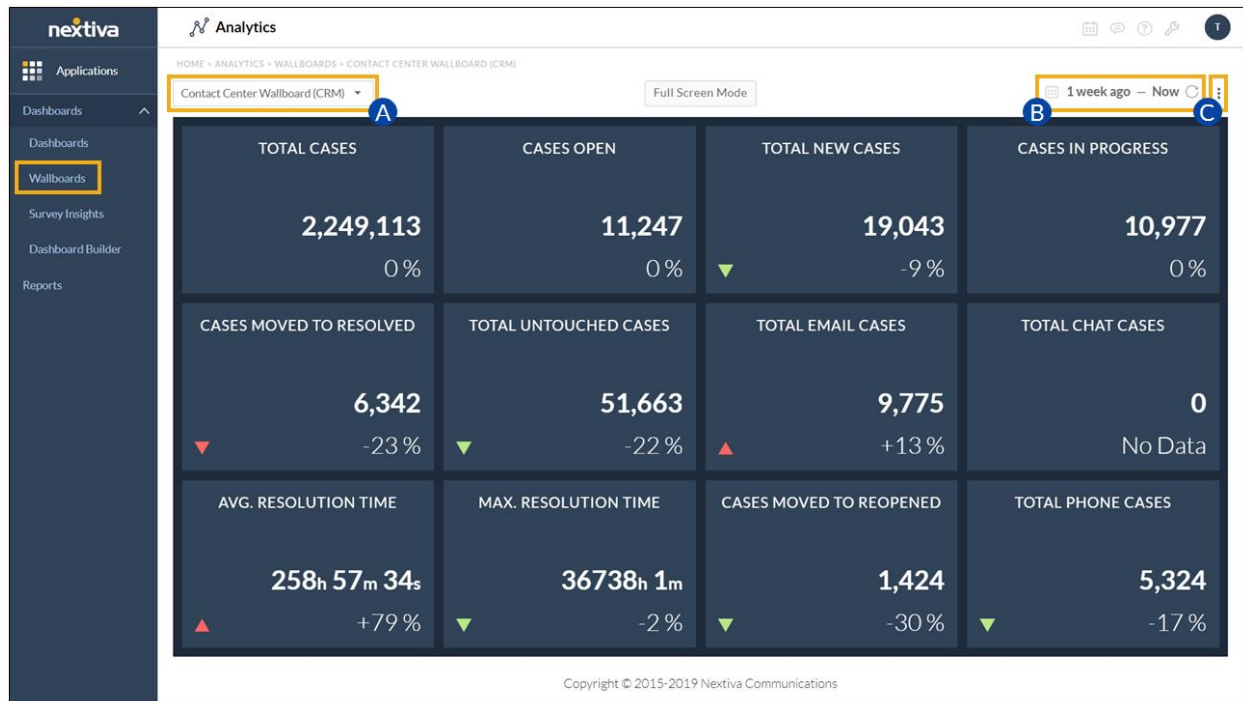 nextiva
Analytics
T
Applications
HOME > ANALYTICS > WALLBOARDS > CONTACT CENTER WALLBOARD (CRM)
Contact Center Wallboard (CRM)
A
Full Screen Mode
1 week ago – Now
B
C
Dashboards
Dashboards
Wallboards
Survey Insights
Dashboard Builder
Reports
TOTAL CASES
2,249,113
0 %
CASES OPEN
11,247
0 %
TOTAL NEW CASES
19,043
▼ -9 %
CASES IN PROGRESS
10,977
0 %
CASES MOVED TO RESOLVED
6,342
▼ -23 %
TOTAL UNTOUCHED CASES
51,663
▼ -22 %
TOTAL EMAIL CASES
9,775
▲ +13 %
TOTAL CHAT CASES
0
No Data
AVG. RESOLUTION TIME
258h 57m 34s
▲ +79 %
MAX. RESOLUTION TIME
36738h 1m
▼ -2 %
CASES MOVED TO REOPENED
1,424
▼ -30 %
TOTAL PHONE CASES
5,324
▼ -17 %
Copyright © 2015-2019 Nextiva Communications